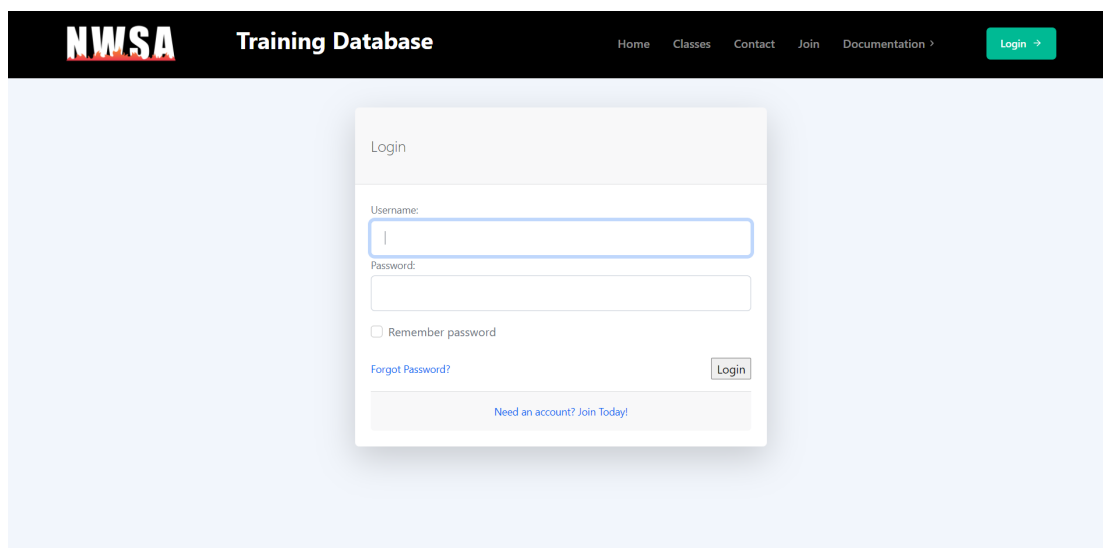 NWSA Training Database Home Classes Contact Join Documentation > Login →
Login
Username:
Password:
Remember password
Forgot Password? Login
Need an account? Join Today!